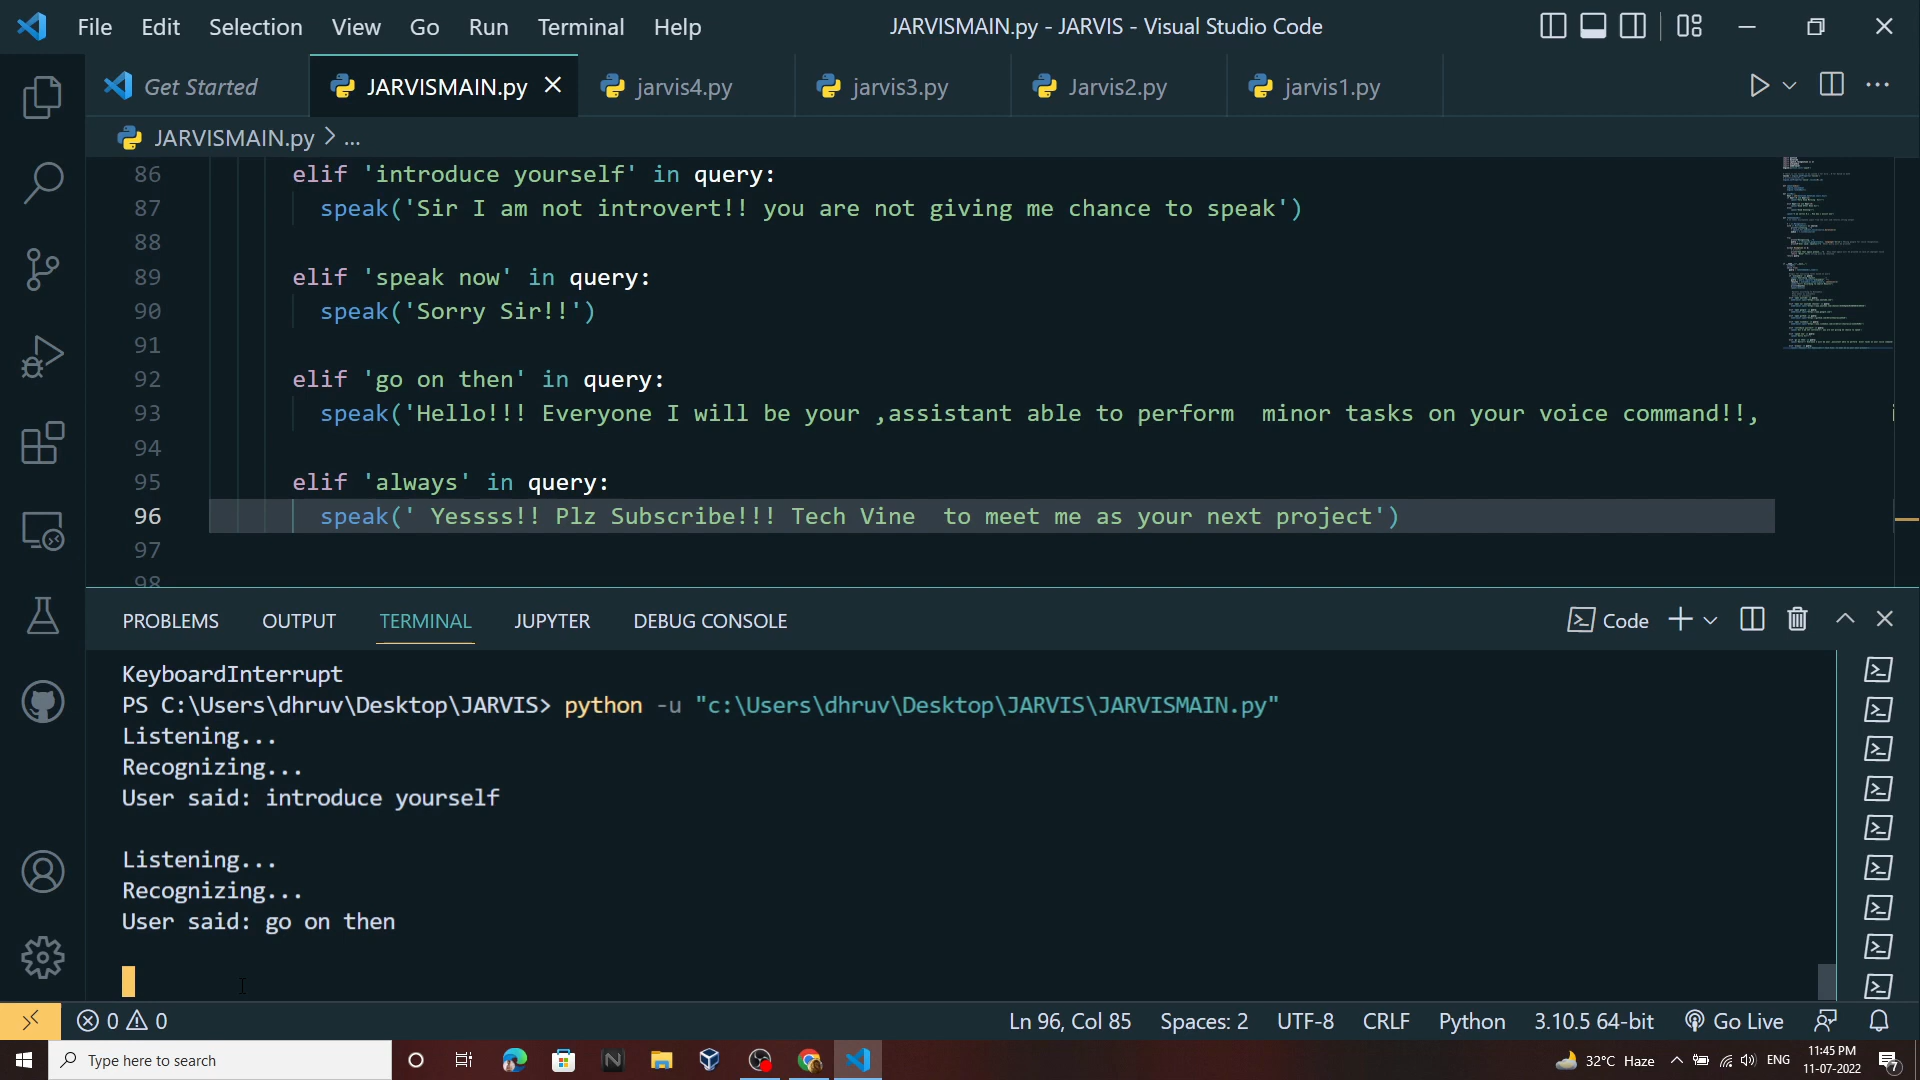 File Edit Selection View Go Run Terminal Help JARVISMAIN.py - JARVIS - Visual Studio Code
Get Started JARVISMAIN.py jarvis4.py jarvis3.py Jarvis2.py jarvis1.py
JARVISMAIN.py > ...
86 elif 'introduce yourself' in query:
87 speak('Sir I am not introvert!! you are not giving me chance to speak')
88
89 elif 'speak now' in query:
90 speak('Sorry Sir!!')
91
92 elif 'go on then' in query:
93 speak('Hello!!! Everyone I will be your ,assistant able to perform  minor tasks on your voice command!!,
94
95 elif 'always' in query:
96 speak(' Yessss!! Plz Subscribe!!! Tech Vine  to meet me as your next project')
97
98
PROBLEMS OUTPUT TERMINAL JUPYTER DEBUG CONSOLE Code
KeyboardInterrupt
PS C:\Users\dhruv\Desktop\JARVIS> python -u "c:\Users\dhruv\Desktop\JARVIS\JARVISMAIN.py"
Listening...
Recognizing...
User said: introduce yourself
Listening...
Recognizing...
User said: go on then
0 0 Ln 96, Col 85 Spaces: 2 UTF-8 CRLF Python 3.10.5 64-bit Go Live
Type here to search 32°C Haze ENG 11:45 PM
11-07-2022 7